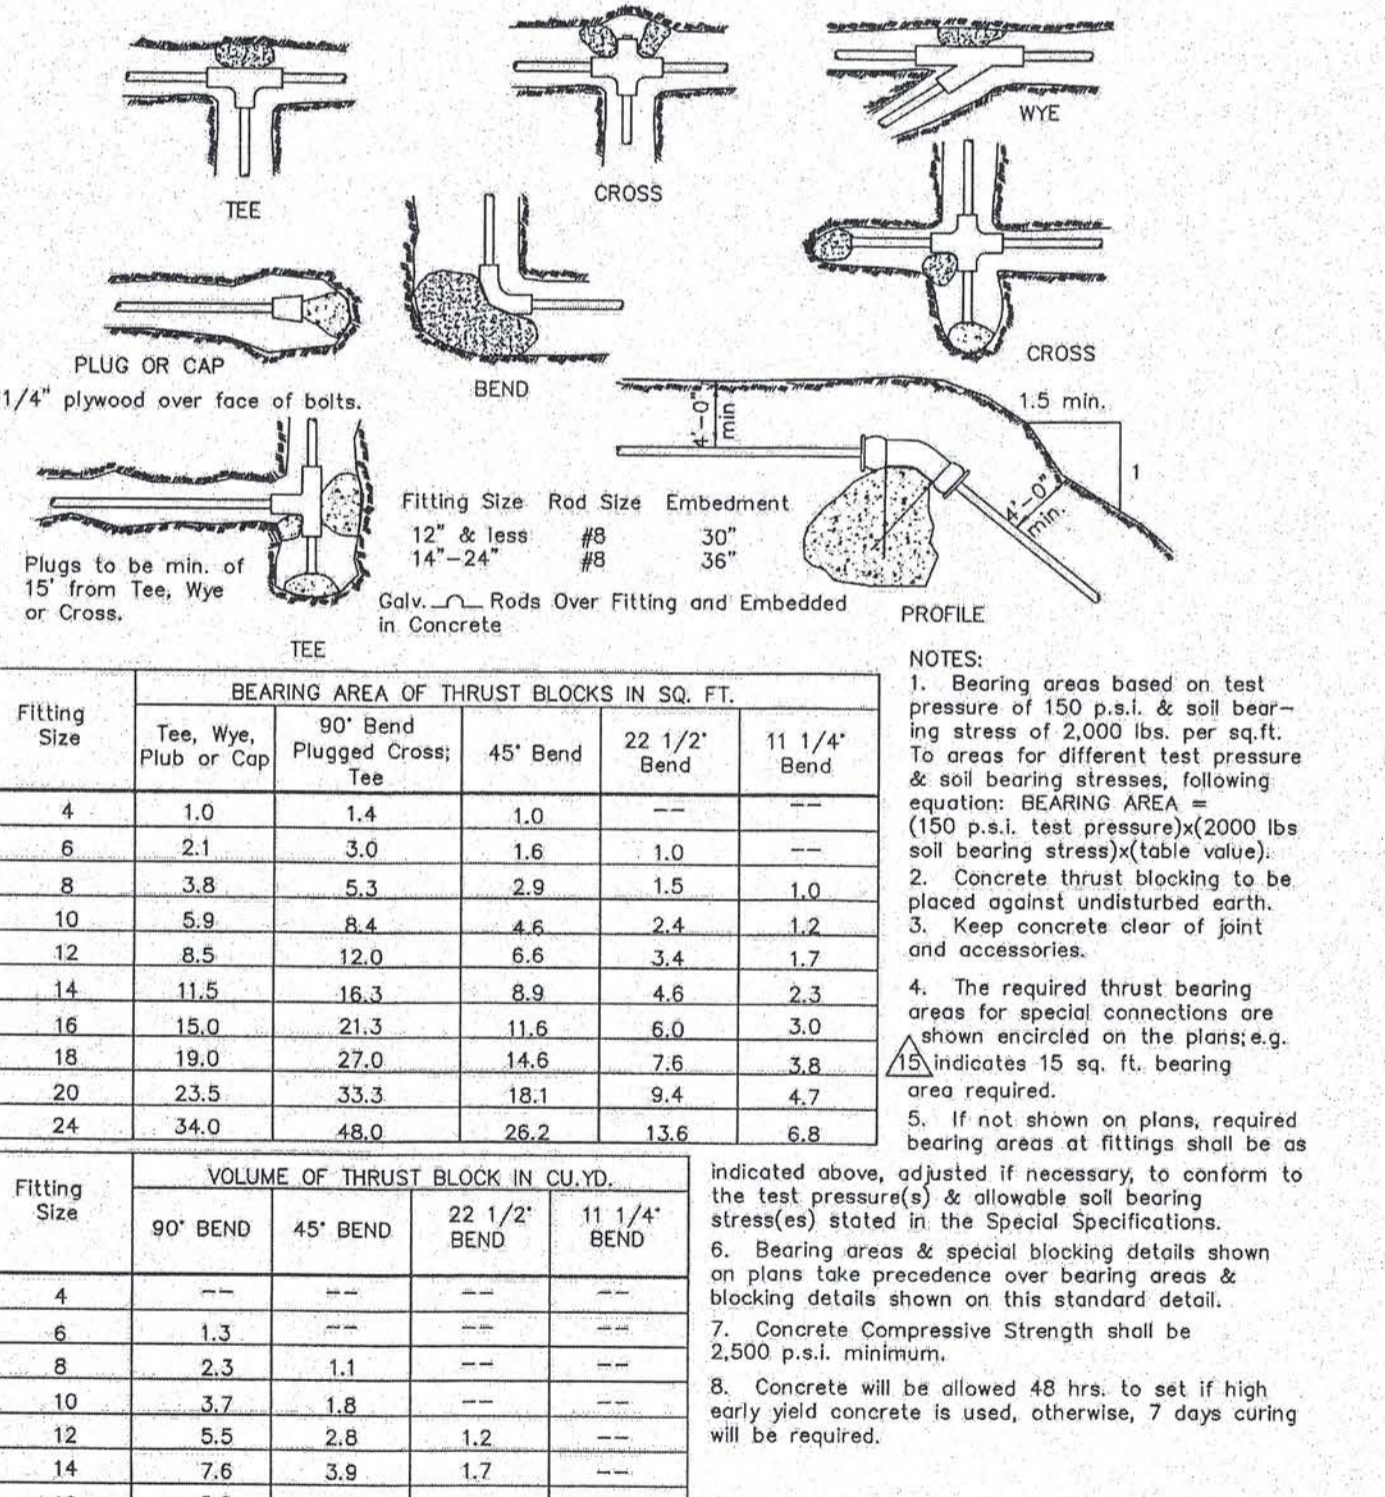 TEE
CROSS
WYE
PLUG OR CAP
1/4" plywood over face of bolts.
BEND
CROSS
4'-0" min
1.5 min.
1
4'-0" min.
PROFILE
Fitting Size Rod Size Embedment
12" & less #8 30"
14"-24" #8 36"
Galv. Rods Over Fitting and Embedded
in Concrete
Plugs to be min. of
15' from Tee, Wye
or Cross.
TEE
Fitting Size
BEARING AREA OF THRUST BLOCKS IN SQ. FT.
Tee, Wye, Plub or Cap
90° Bend Plugged Cross; Tee
45° Bend
22 1/2° Bend
11 1/4° Bend
4 1.0 1.4 1.0 -- --
6 2.1 3.0 1.6 1.0 --
8 3.8 5.3 2.9 1.5 1.0
10 5.9 8.4 4.6 2.4 1.2
12 8.5 12.0 6.6 3.4 1.7
14 11.5 16.3 8.9 4.6 2.3
16 15.0 21.3 11.6 6.0 3.0
18 19.0 27.0 14.6 7.6 3.8
20 23.5 33.3 18.1 9.4 4.7
24 34.0 48.0 26.2 13.6 6.8
Fitting Size
VOLUME OF THRUST BLOCK IN CU.YD.
90° BEND
45° BEND
22 1/2° BEND
11 1/4° BEND
4 -- -- -- --
6 1.3 -- -- --
8 2.3 1.1 -- --
10 3.7 1.8 -- --
12 5.5 2.8 1.2 --
14 7.6 3.9 1.7 --
NOTES:
1. Bearing areas based on test
pressure of 150 p.s.i. & soil bear-
ing stress of 2,000 lbs. per sq.ft.
To areas for different test pressure
& soil bearing stresses, following
equation: BEARING AREA =
(150 p.s.i. test pressure)x(2000 lbs
soil bearing stress)x(table value).
2. Concrete thrust blocking to be
placed against undisturbed earth.
3. Keep concrete clear of joint
and accessories.
4. The required thrust bearing
areas for special connections are
shown encircled on the plans; e.g.
15 indicates 15 sq. ft. bearing
area required.
5. If not shown on plans, required
bearing areas at fittings shall be as
indicated above, adjusted if necessary, to conform to
the test pressure(s) & allowable soil bearing
stress(es) stated in the Special Specifications.
6. Bearing areas & special blocking details shown
on plans take precedence over bearing areas &
blocking details shown on this standard detail.
7. Concrete Compressive Strength shall be
2,500 p.s.i. minimum.
8. Concrete will be allowed 48 hrs. to set if high
early yield concrete is used, otherwise, 7 days curing
will be required.